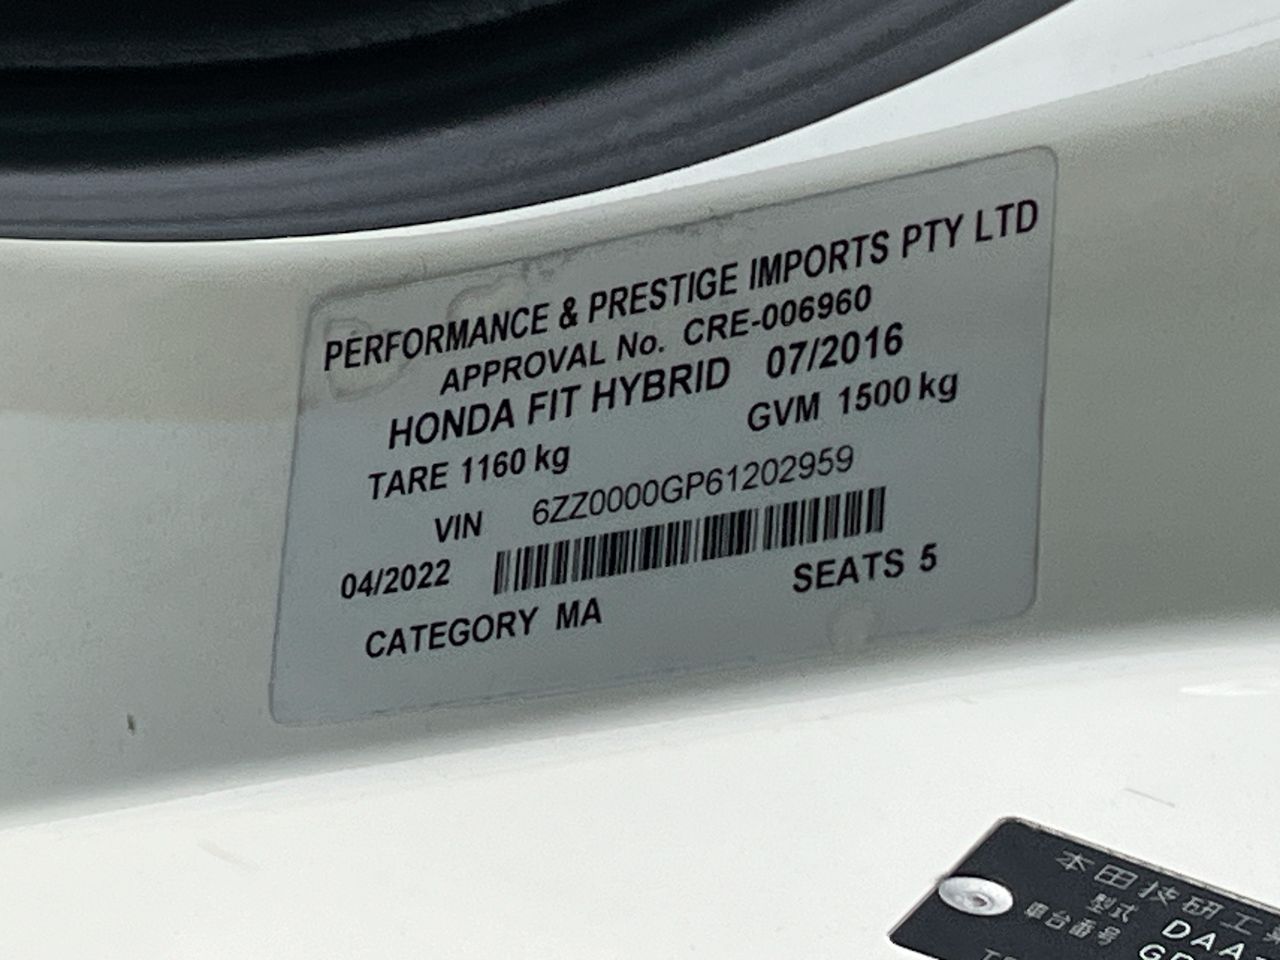 PERFORMANCE & PRESTIGE IMPORTS PTY LTD
APPROVAL No. CRE-006960
HONDA FIT HYBRID 07/2016
TARE 1160 kg GVM 1500 kg
VIN 6ZZ0000GP61202959
04/2022
CATEGORY MA SEATS 5
本田技研工
型式 DAA
車台番号